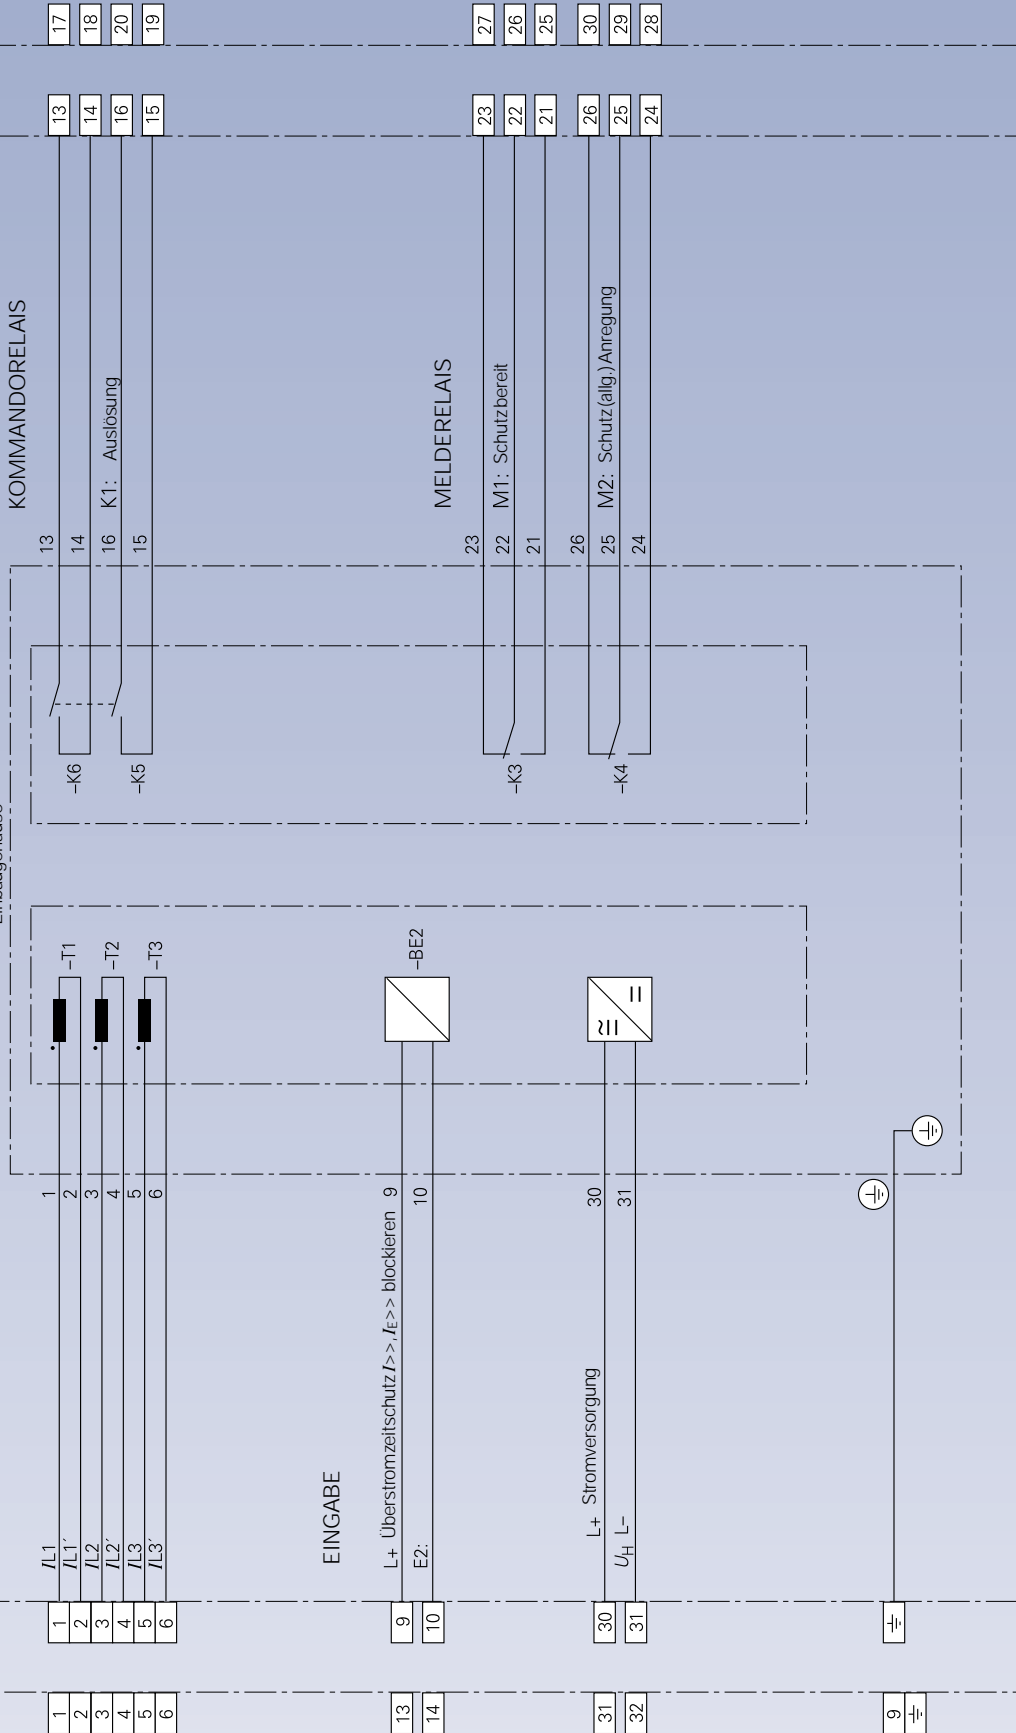 17
18
20
19
27
26
25
30
29
28
13
14
16
15
23
22
21
26
25
24
KOMMANDORELAIS
13
14
16 K1: Auslösung
15
MELDERELAIS
23
22 M1: Schutzbereit
21
26
25 M2: Schutz (allg.) Anregung
24
–K6
–K5
–K3
–K4
–T1
–T2
–T3
–BE2
≂
=
1
2
3
4
5
6
9
10
30
31
IL1
IL1´
IL2
IL2´
IL3
IL3´
EINGABE
L+ Überstromzeitschutz I>>, IE>> blockieren
E2:
L+ Stromversorgung
UH L–
1
2
3
4
5
6
9
10
30
31
1
2
3
4
5
6
13
14
31
32
9